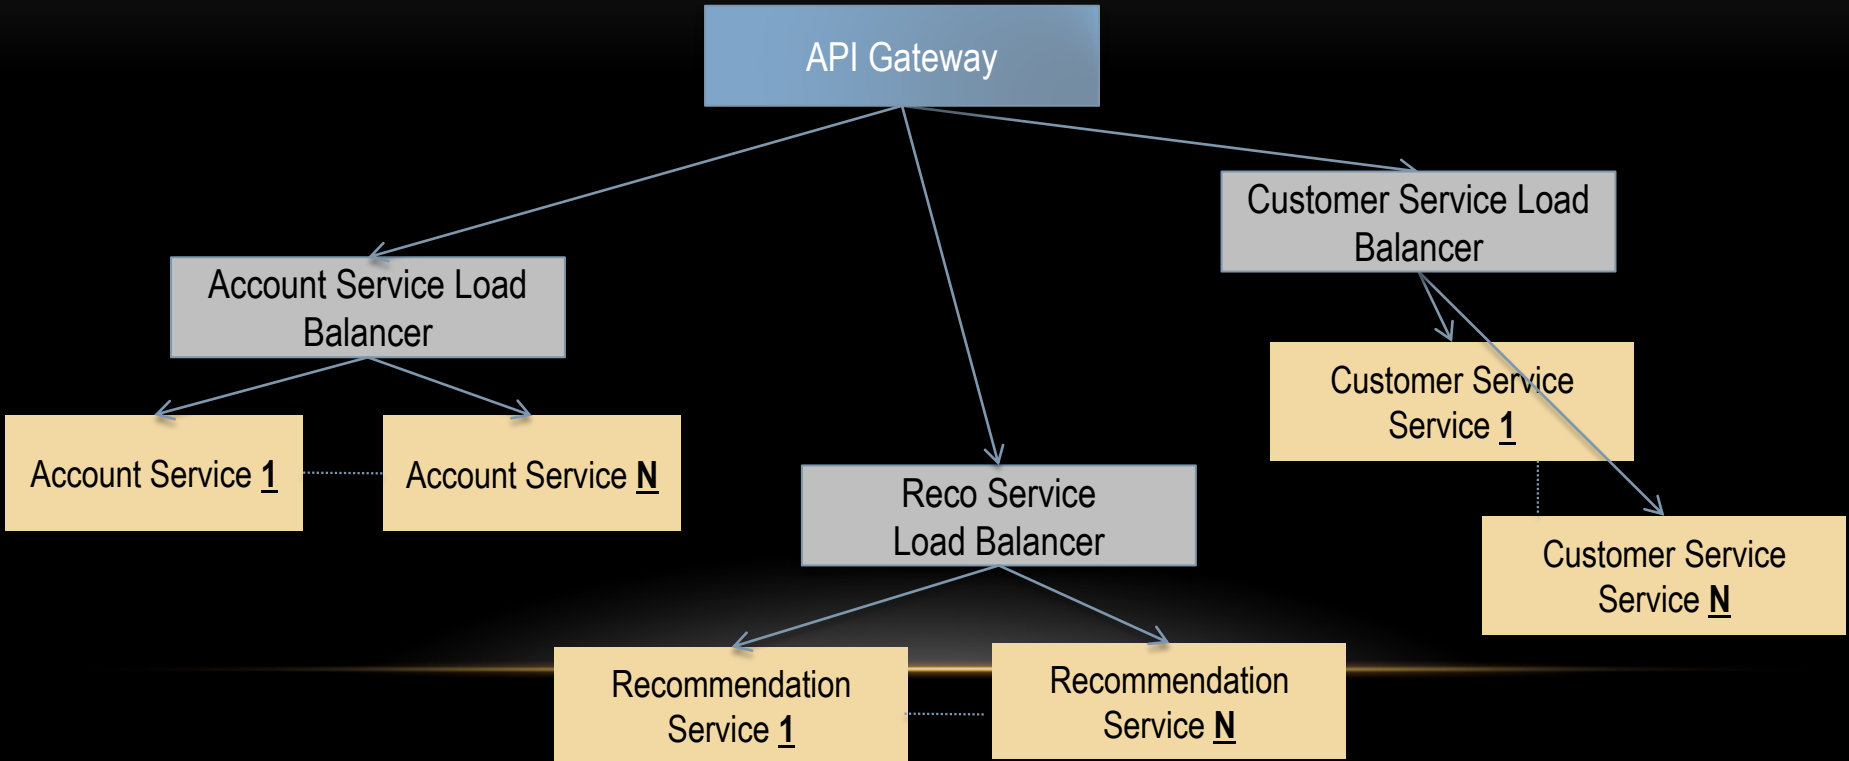 API Gateway
Customer Service Load
Balancer
Account Service Load
Balancer
Customer Service
Service 1
Account Service 1
Account Service N
Reco Service
Load Balancer
Customer Service
Service N
Recommendation
Service 1
Recommendation
Service N